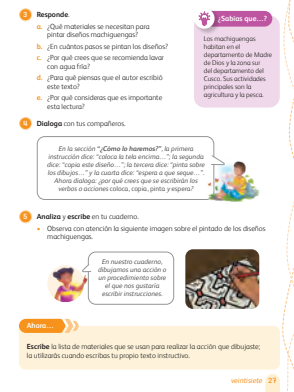 3 Responde.
a. ¿Qué materiales se necesitan para
pintar diseños machiguengas?
b. ¿En cuántos pasos se pintan los diseños?
c. ¿Por qué crees que se recomienda lavar
con agua fría?
d. ¿Para qué piensas que el autor escribió
este texto?
e. ¿Por qué consideras que es importante
esta lectura?
¿Sabías que...?
Los machiguengas
habitan en el
departamento de Madre
de Dios y la zona sur
del departamento del
Cusco. Sus actividades
principales son la
agricultura y la pesca.
4 Dialoga con tus compañeros.
En la sección "¿Cómo lo haremos?", la primera
instrucción dice: "coloca la tela encima..."; la segunda
dice: "copia este diseño..."; la tercera dice: "pinta sobre
los dibujos..." y la cuarta dice: "espera a que seque...".
Ahora dialoga: ¿por qué crees que se escribirán los
verbos o acciones coloca, copia, pinta y espera?
5 Analiza y escribe en tu cuaderno.
• Observa con atención la siguiente imagen sobre el pintado de los diseños
machiguengas.
En nuestro cuaderno,
dibujamos una acción o
un procedimiento sobre
el que nos gustaría
escribir instrucciones.
Ahora...
Escribe la lista de materiales que se usan para realizar la acción que dibujaste;
la utilizarás cuando escribas tu propio texto instructivo.
veintisiete 27